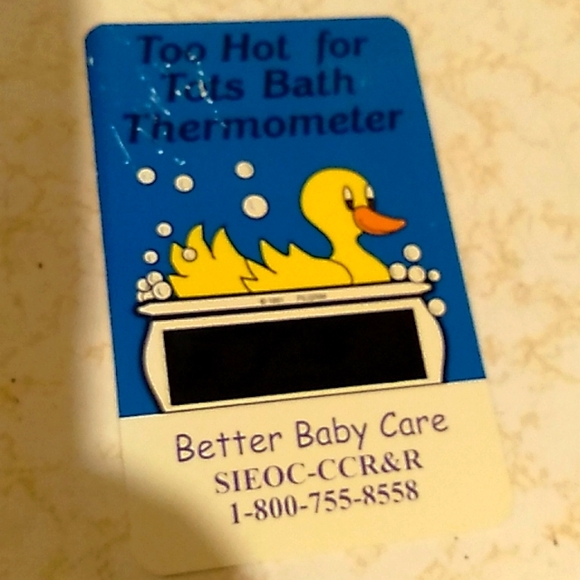 Too Hot for
Tots Bath
Thermometer
Better Baby Care
SIEOC-CCR&R
1-800-755-8558